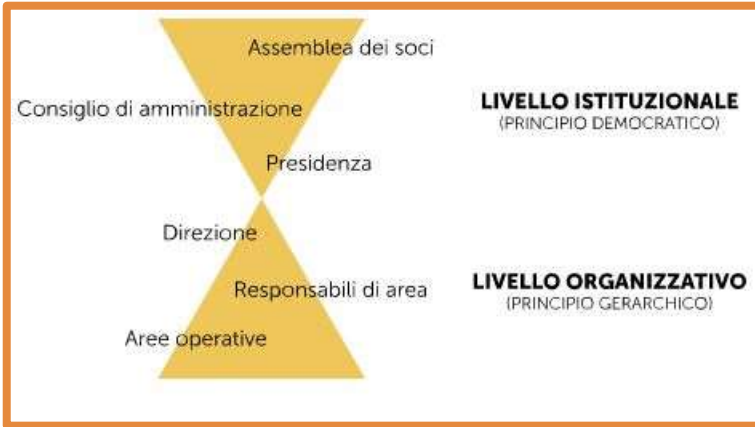 Assemblea dei soci
Consiglio di amministrazione
LIVELLO ISTITUZIONALE
(PRINCIPIO DEMOCRATICO)
Presidenza
Direzione
Responsabili di area
LIVELLO ORGANIZZATIVO
(PRINCIPIO GERARCHICO)
Aree operative